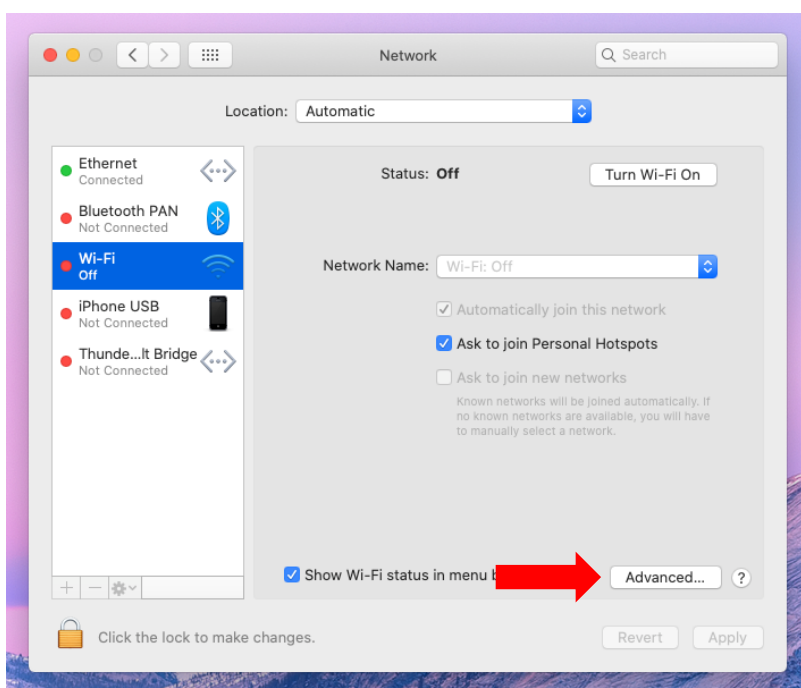 Network
Search
Location: Automatic
Ethernet
Connected
Bluetooth PAN
Not Connected
Wi-Fi
Off
iPhone USB
Not Connected
Thunde...lt Bridge
Not Connected
Status: Off
Turn Wi-Fi On
Network Name: Wi-Fi: Off
Automatically join this network
Ask to join Personal Hotspots
Ask to join new networks
Known networks will be joined automatically. If
no known networks are available, you will have
to manually select a network.
Show Wi-Fi status in menu
Advanced...
?
Click the lock to make changes.
Revert
Apply